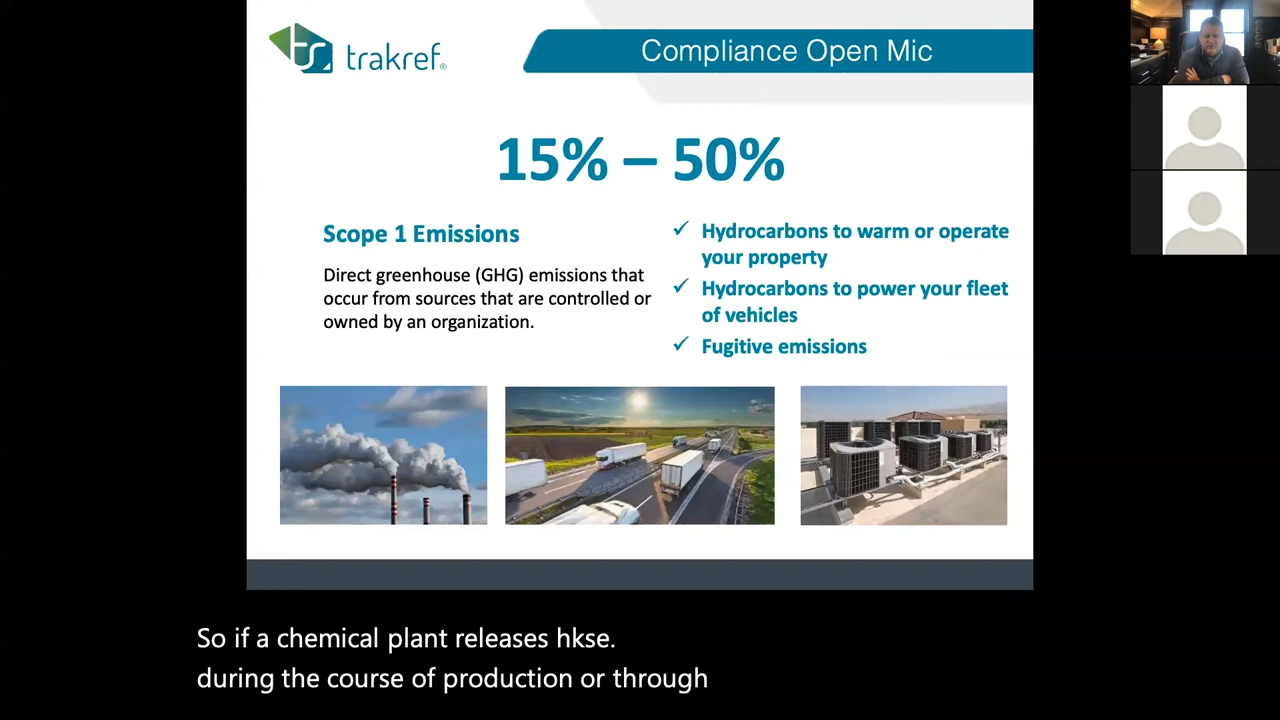 trakref
Compliance Open Mic
15% – 50%
Scope 1 Emissions
Direct greenhouse (GHG) emissions that
occur from sources that are controlled or
owned by an organization.
✓ Hydrocarbons to warm or operate
your property
✓ Hydrocarbons to power your fleet
of vehicles
✓ Fugitive emissions
So if a chemical plant releases hkse.
during the course of production or through